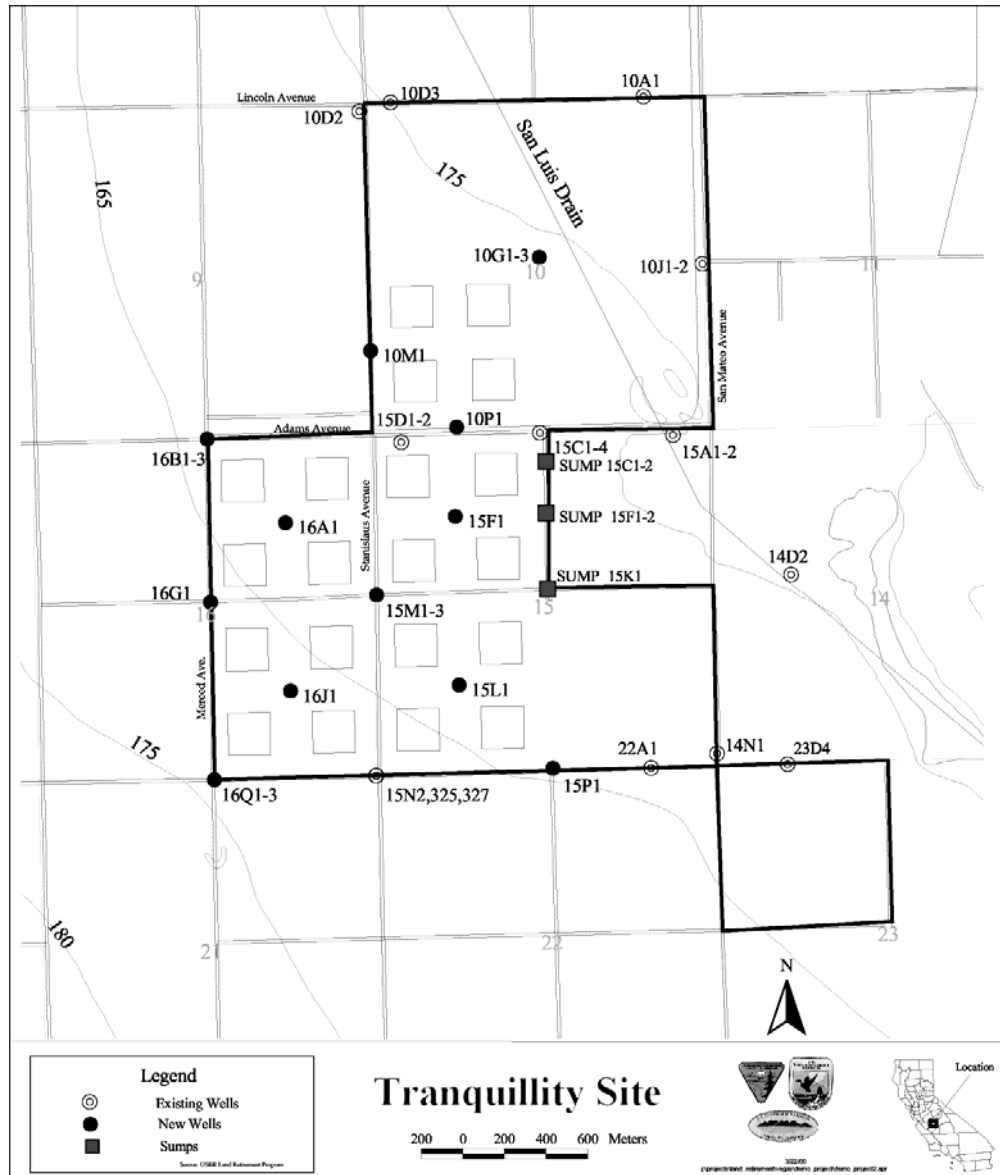 Lincoln Avenue
10D3
10A1
10D2
San Luis Drain
175
165
10G1-3
10
10J1-2
11
9
San Mateo Avenue
10M1
Adams Avenue
15D1-2
10P1
16B1-3
15C1-4
15A1-2
SUMP 15C1-2
Stanislaus Avenue
16A1
15F1
SUMP 15F1-2
14D2
SUMP 15K1
16G1
16
15M1-3
15
14
Merced Ave.
16J1
15L1
175
22A1
14N1
23D4
16Q1-3
15N2,325,327
15P1
180
21
22
23
N
Legend
Existing Wells
New Wells
Sumps
Source: USBR Land Retirement Program
Tranquillity Site
200 0 200 400 600 Meters
Location
3/22/00